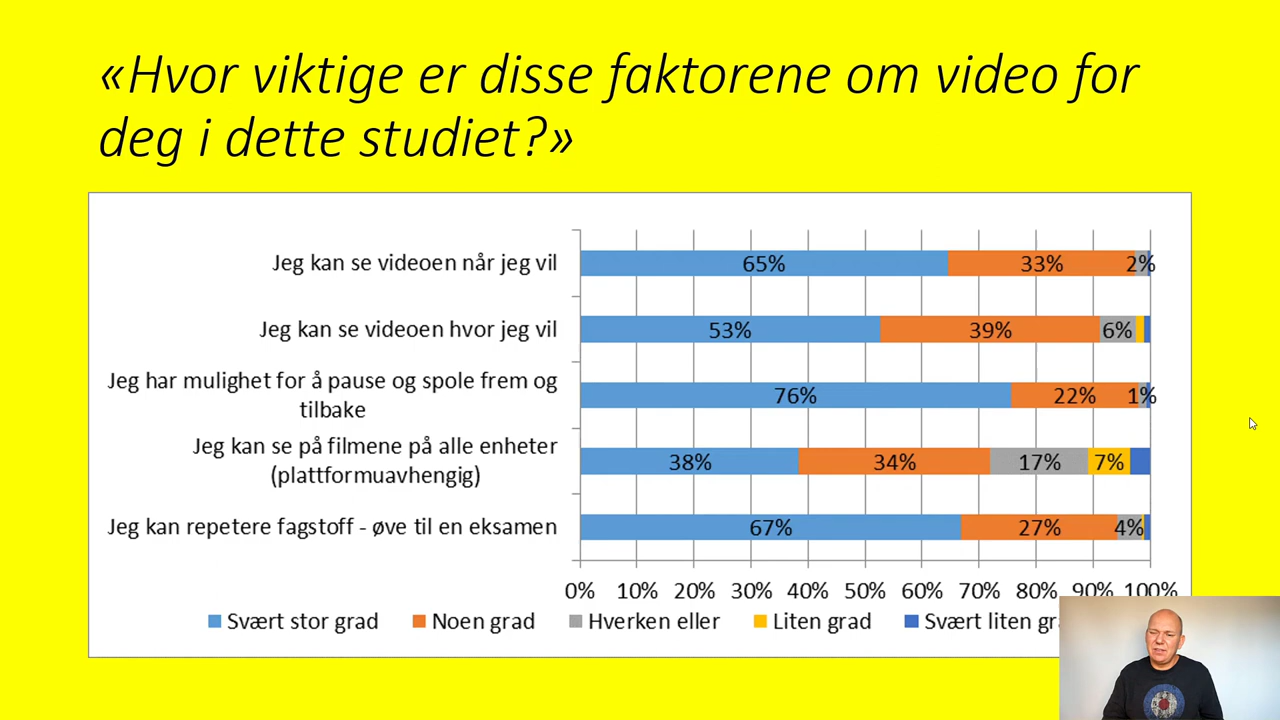 «Hvor viktige er disse faktorene om video for
deg i dette studiet?»
Jeg kan se videoen når jeg vil
65% 33% 2%
Jeg kan se videoen hvor jeg vil
53% 39% 6%
Jeg har mulighet for å pause og spole frem og
tilbake
76% 22% 1%
Jeg kan se på filmene på alle enheter
(plattformuavhengig)
38% 34% 17% 7%
Jeg kan repetere fagstoff - øve til en eksamen
67% 27% 4%
0% 10% 20% 30% 40% 50% 60% 70% 80% 90% 100%
Svært stor grad Noen grad Hverken eller Liten grad Svært liten